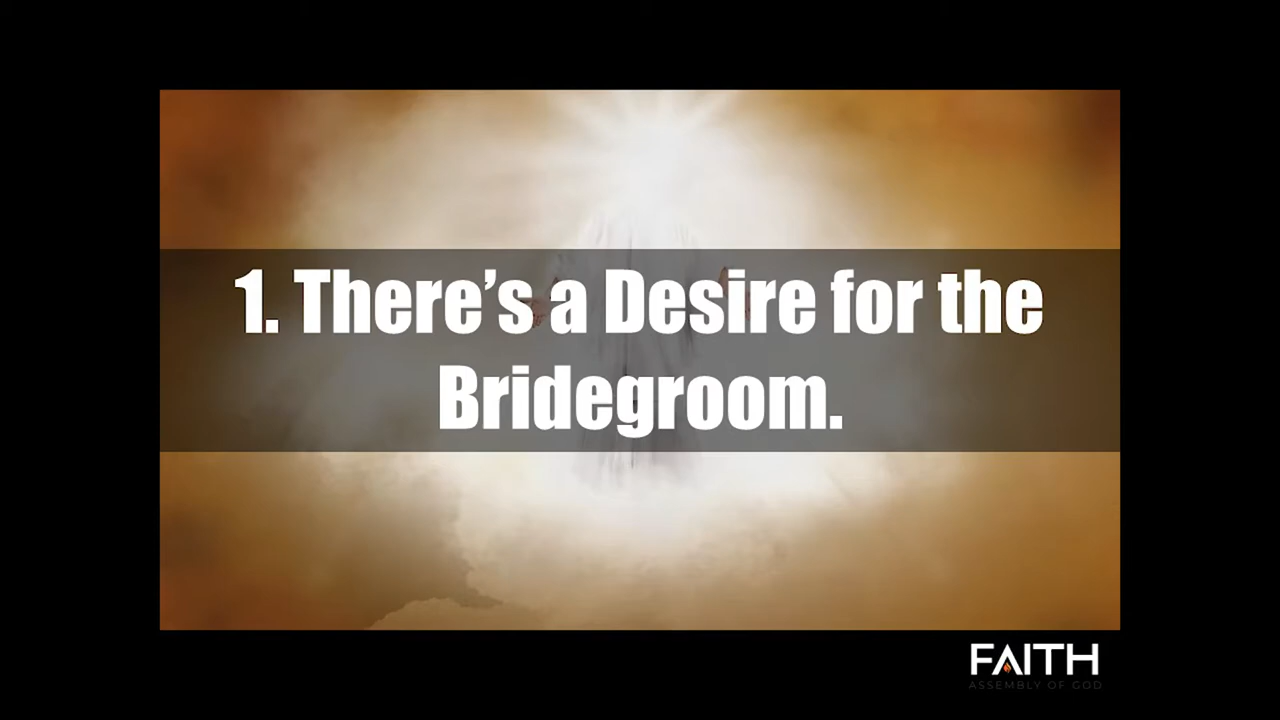 1. There’s a Desire for the
Bridegroom.
FAITH
ASSEMBLY OF GOD